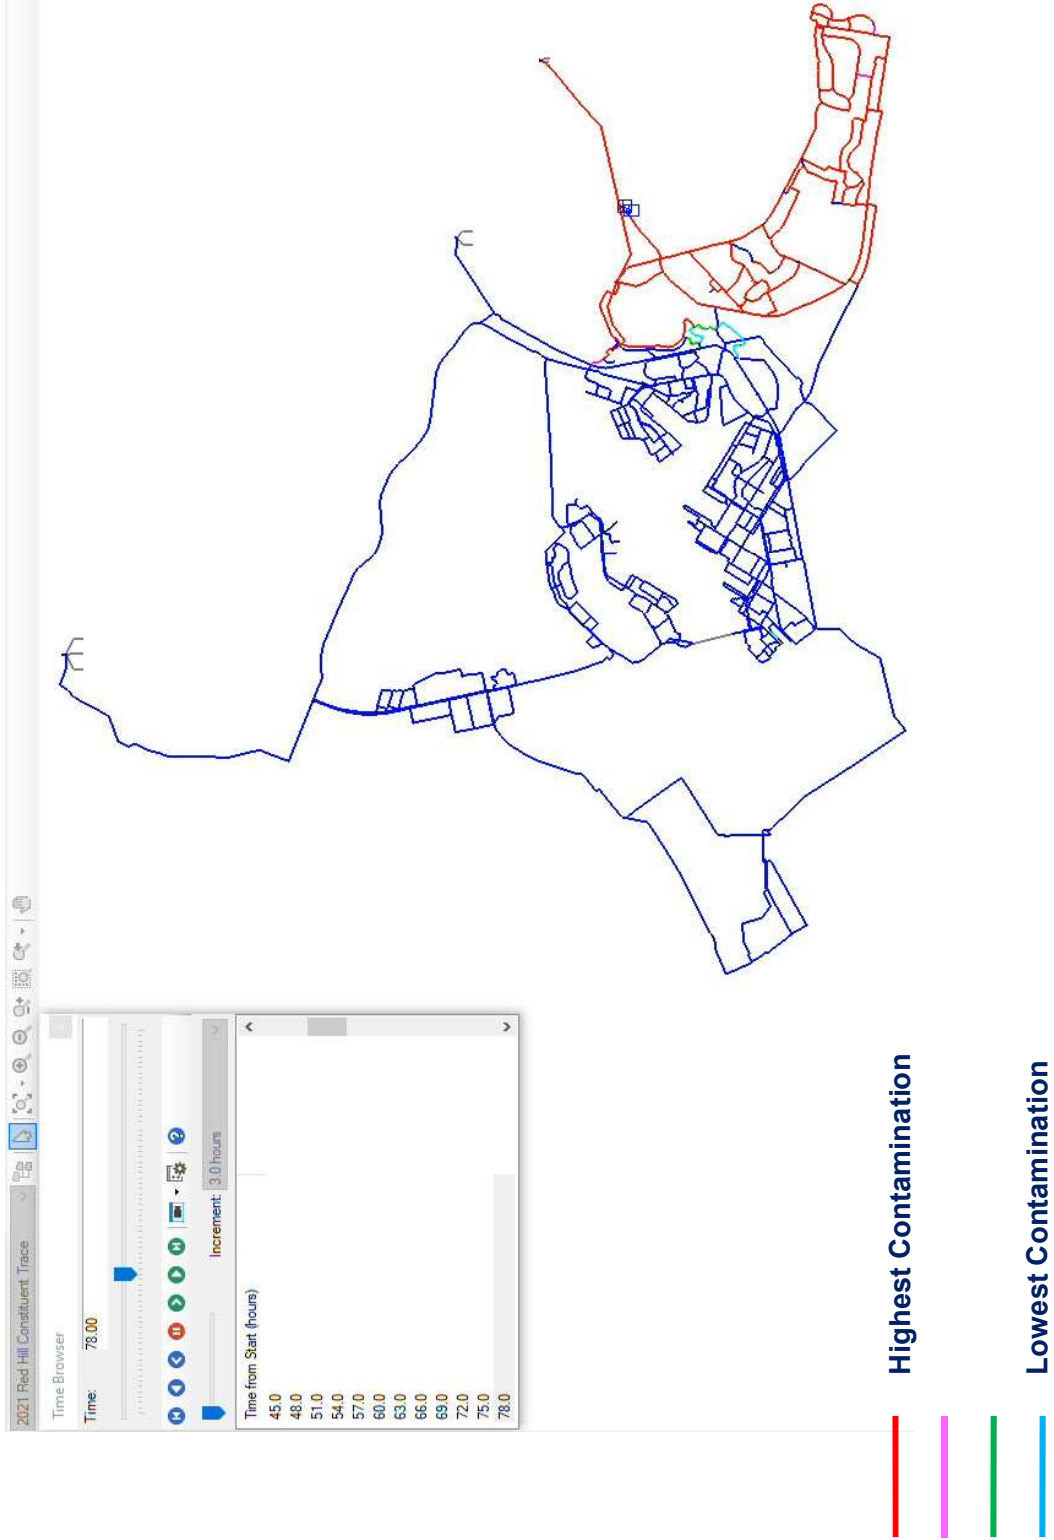 2021 Red Hill Constituent Trace
Time Browser
Time: 78.00
Increment: 3.0 hours
Time from Start (hours)
45.0
48.0
51.0
54.0
57.0
60.0
63.0
66.0
69.0
72.0
75.0
78.0
Highest Contamination
Lowest Contamination